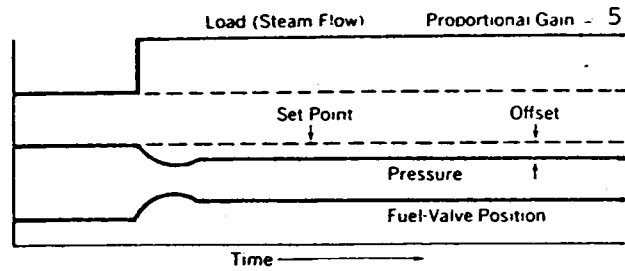 Load (Steam Flow) Proportional Gain - 5
Set Point Offset
Pressure
Fuel-Valve Position
Time